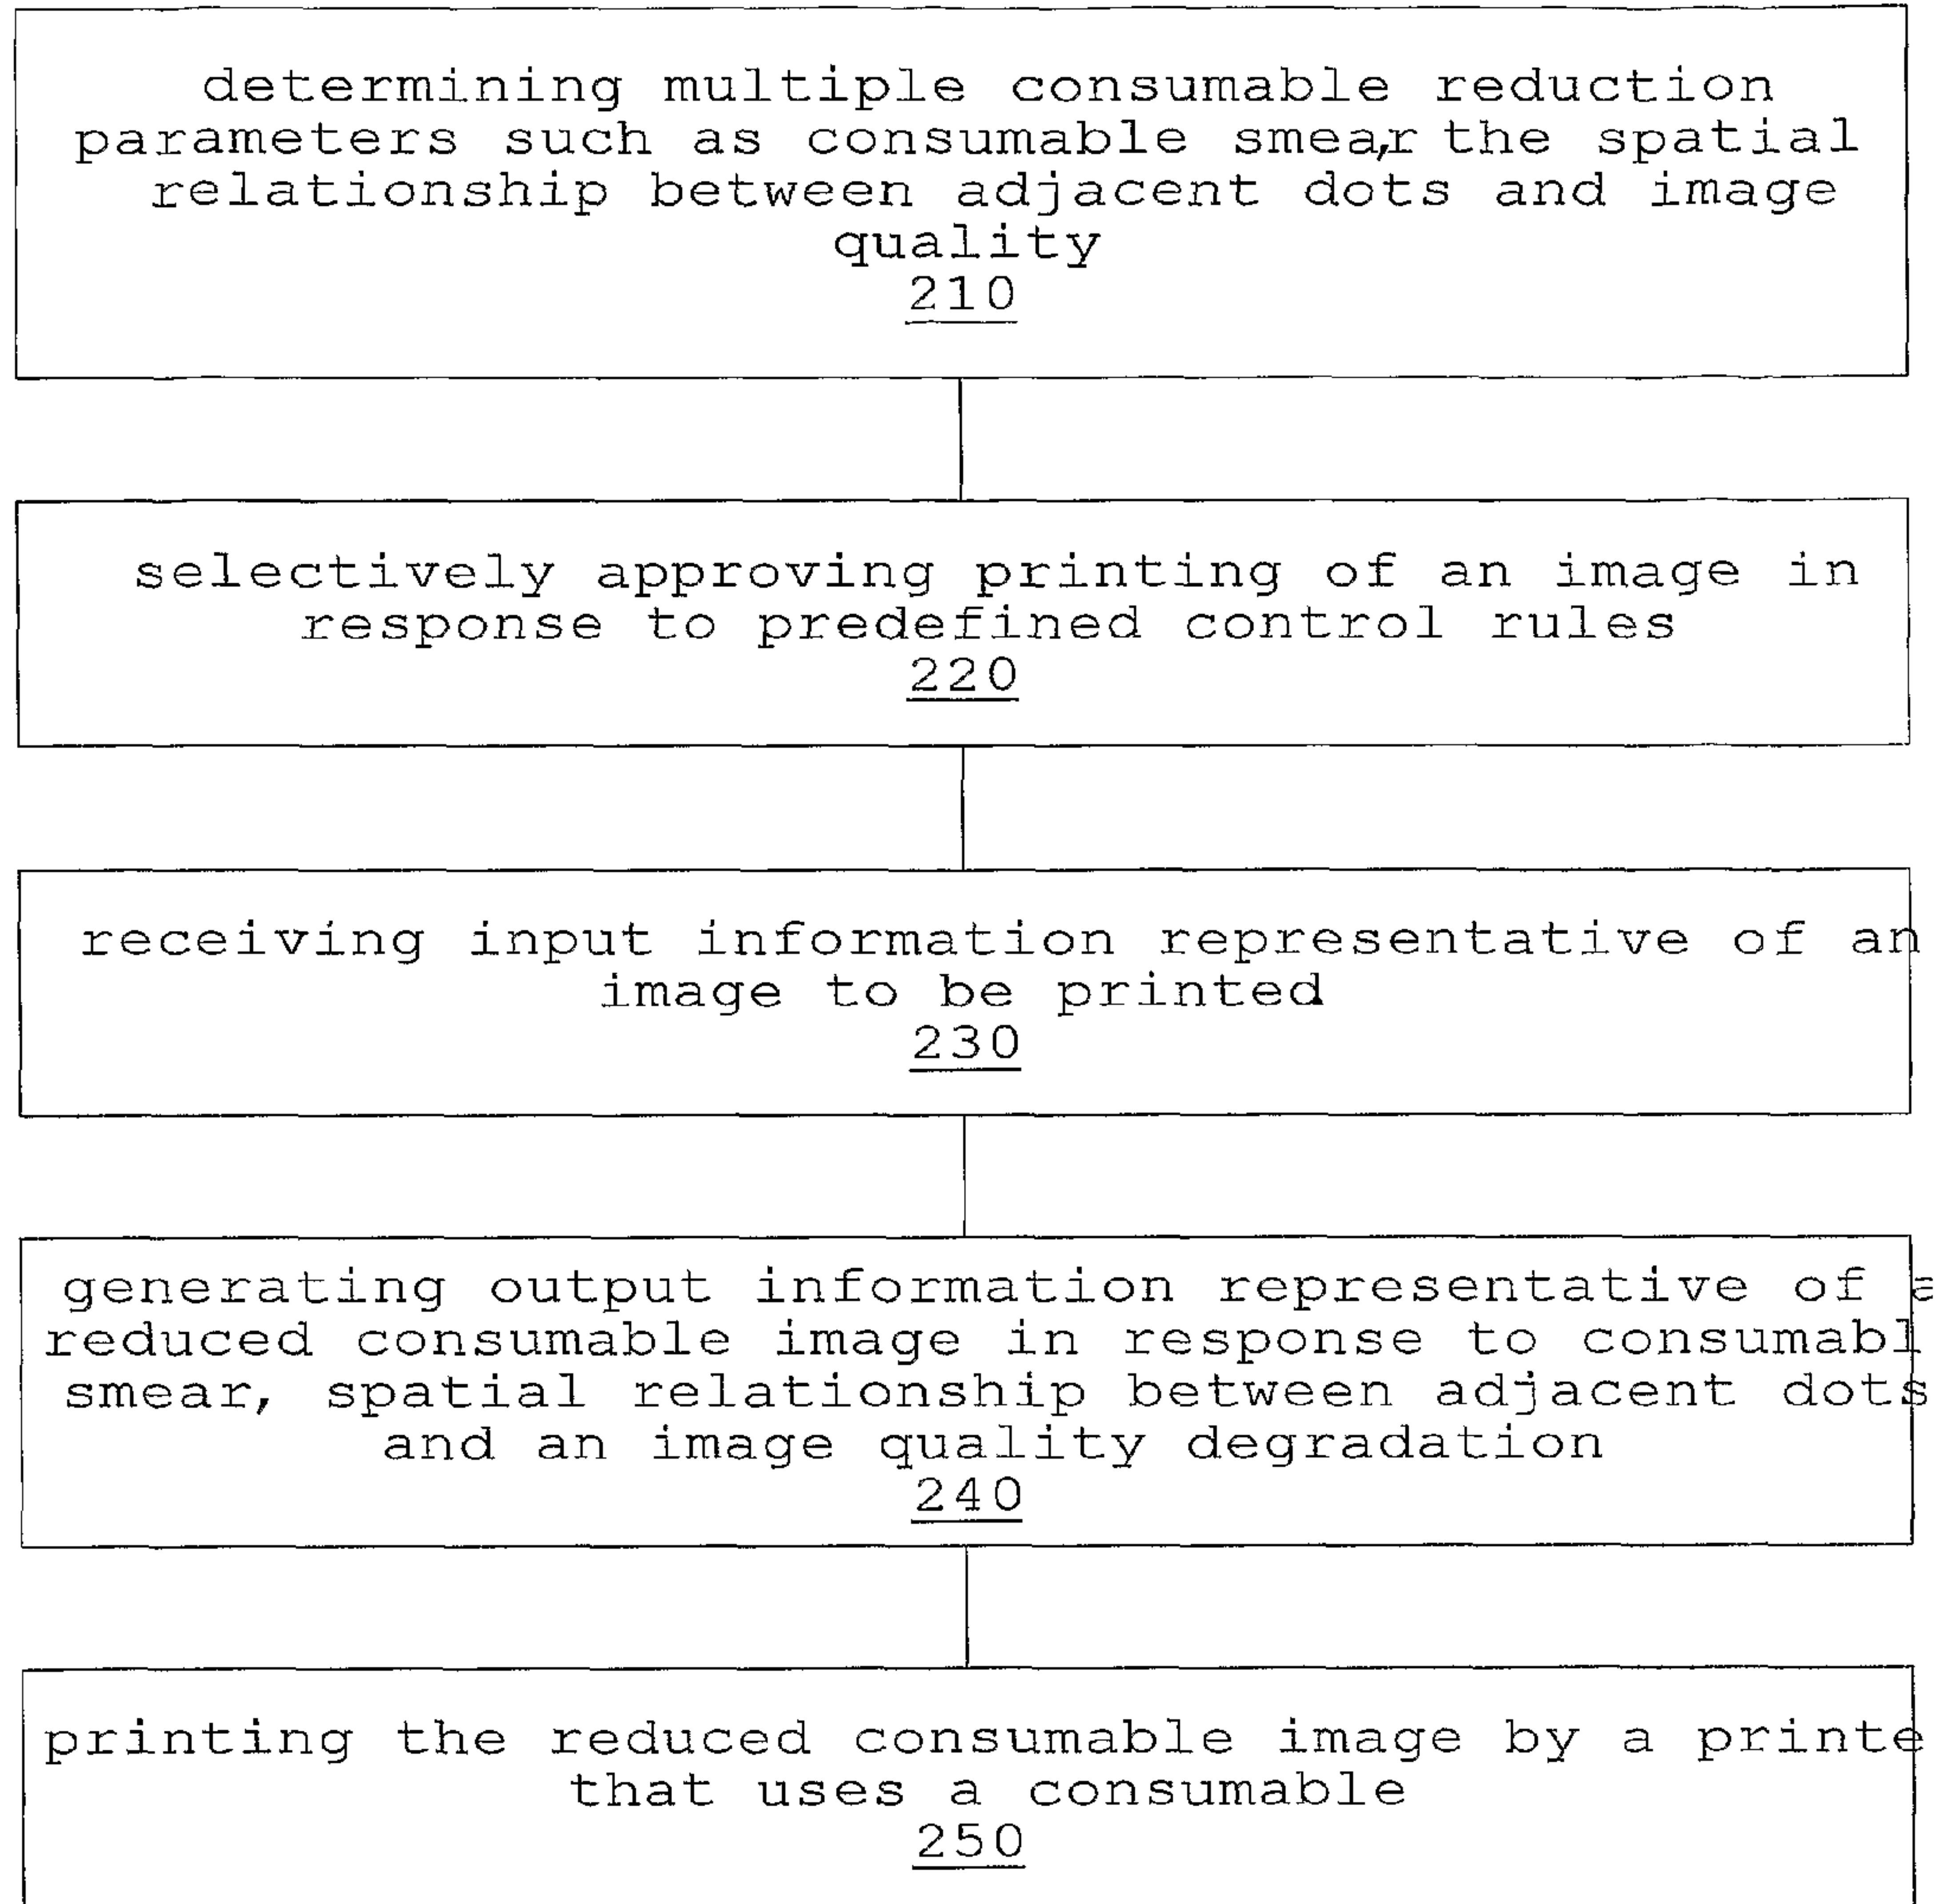 determining multiple consumable reduction
parameters such as consumable smear, the spatial
relationship between adjacent dots and image
quality
210
selectively approving printing of an image in
response to predefined control rules
220
receiving input information representative of an
image to be printed
230
generating output information representative of a
reduced consumable image in response to consumabl
smear, spatial relationship between adjacent dots
and an image quality degradation
240
printing the reduced consumable image by a printe
that uses a consumable
250